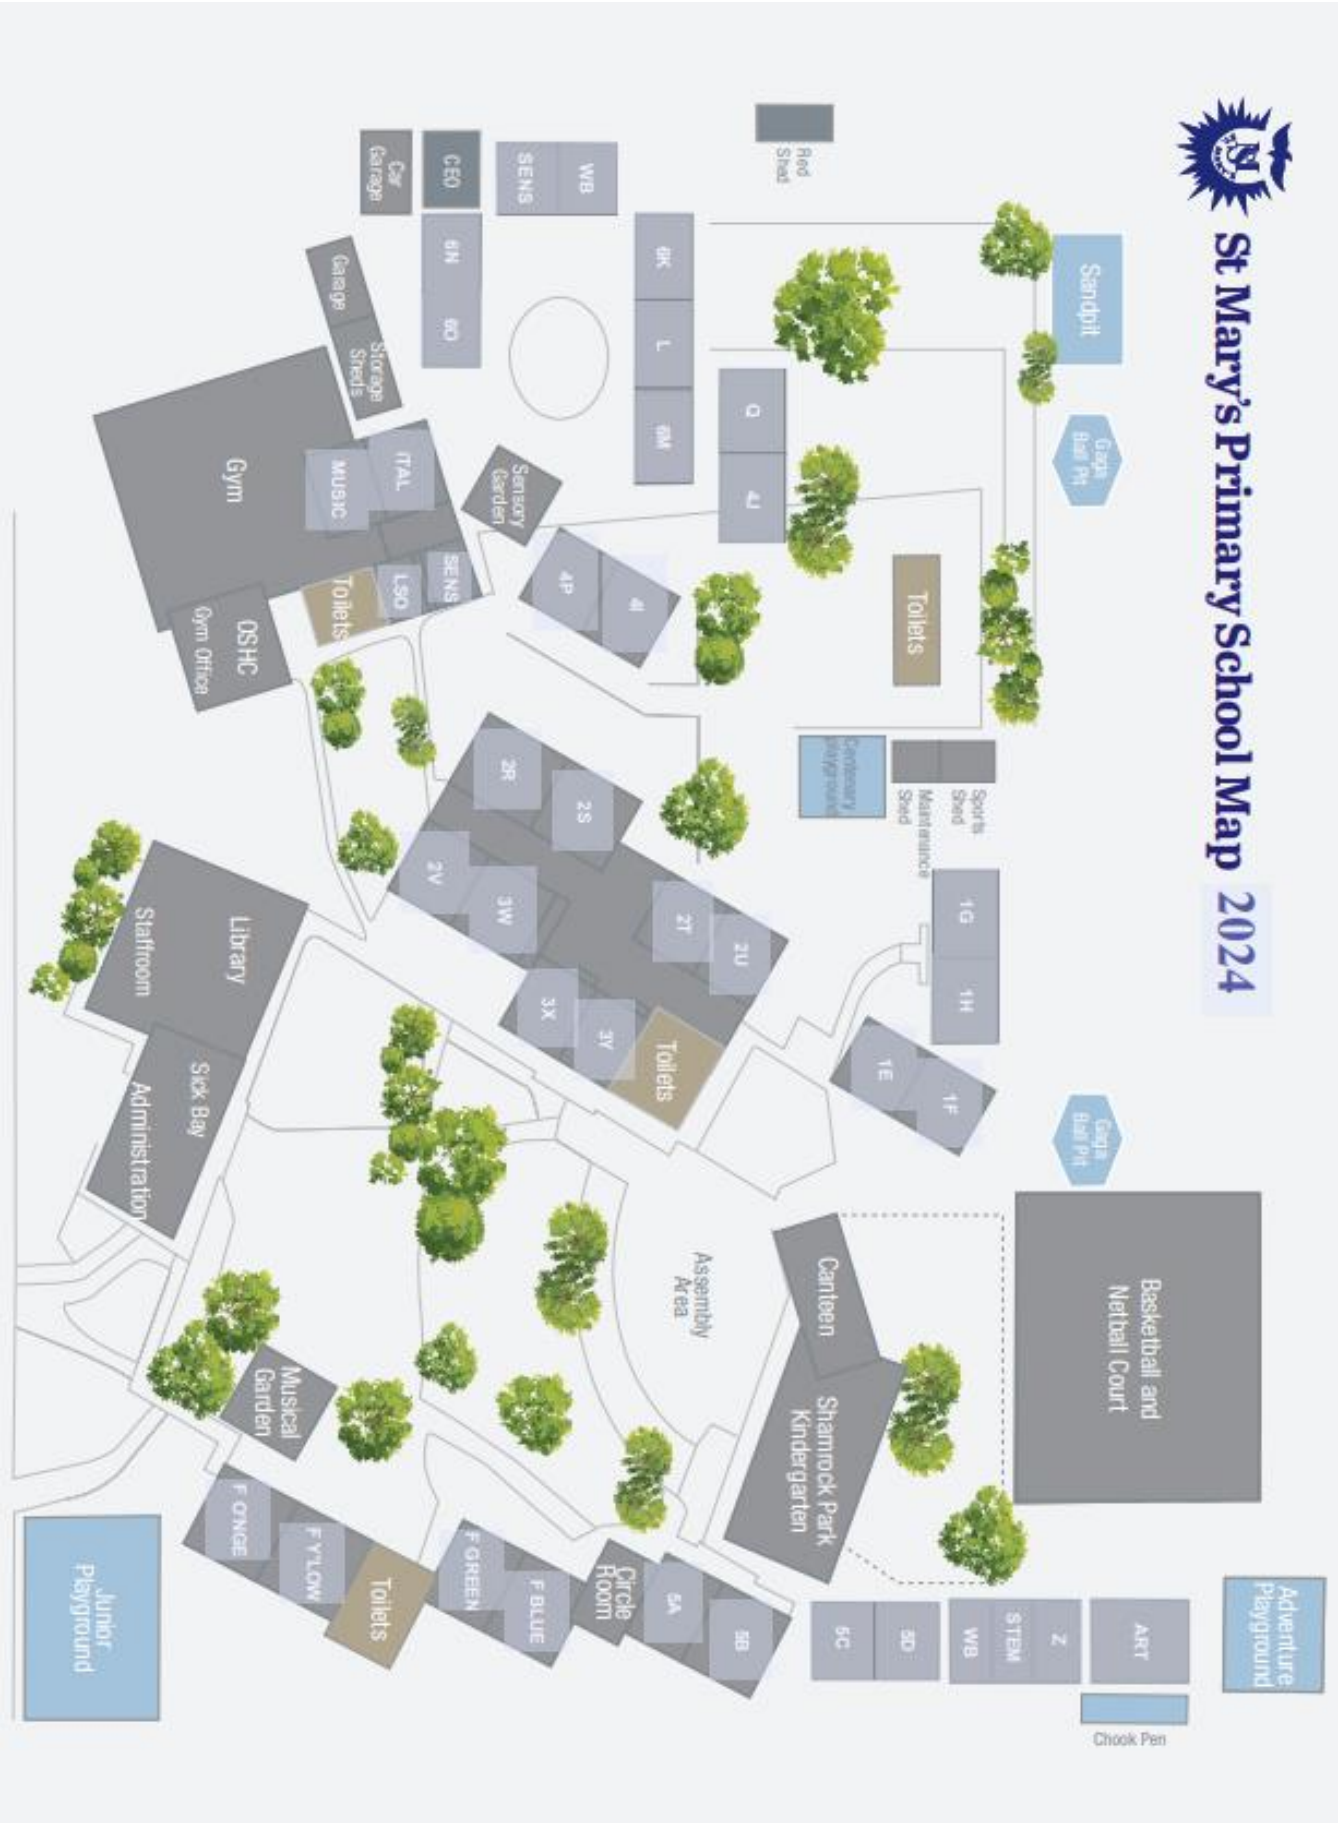 St Mary's Primary School Map 2024
Adventure
Playground
Basketball and
Netball Court
ART
Chook Pen
Sandpit
Gaga
Ball Pit
Gaga
Ball Pit
Z
STEM
WB
Sports
Shed
Maintenance
Shed
1G
1H
1F
1E
Toilets
5D
5C
Centenary
playground
Canteen
Shamrock Park
Kindergarten
Red
Shed
Q
4J
2U
2T
Toilets
Assembly
Area
5B
5A
6K
L
6M
4I
4P
2S
2R
3Y
3X
3W
2V
Circle
Room
F BLUE
F GREEN
WB
SENS
Sensory
Garden
CEO
6N
6O
SENS
LSO
Toilets
ITAL
MUSIC
Toilets
Car
Garage
Garage
Storage
Sheds
F Y'LOW
F O'NGE
Musical
Garden
Gym
OSHC
Gym Office
Library
Staffroom
Sick Bay
Administration
Junior
Playground